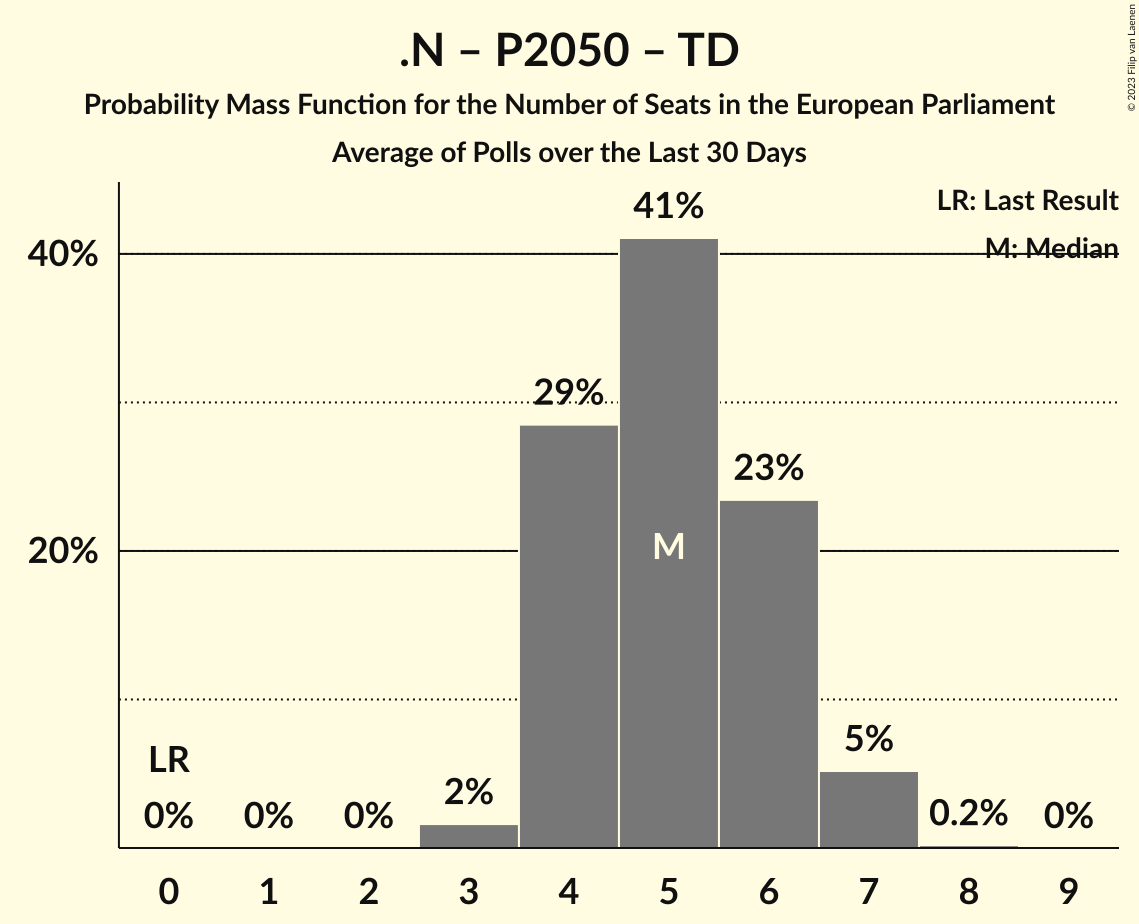 .N – P2050 – TD
Probability Mass Function for the Number of Seats in the European Parliament
Average of Polls over the Last 30 Days
© 2023 Filip van Laenen
LR: Last Result
M: Median
40%
20%
41%
29%
23%
M
5%
LR
2%
0% 0% 0% 0.2% 0%
0 1 2 3 4 5 6 7 8 9